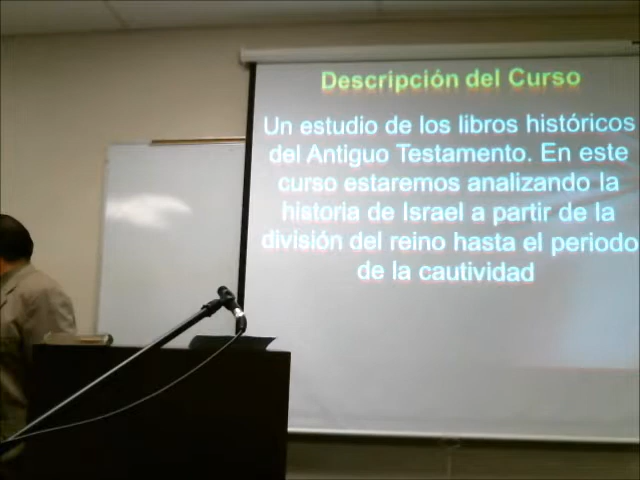 Descripción del Curso
Un estudio de los libros históricos
del Antiguo Testamento. En este
curso estaremos analizando la
historia de Israel a partir de la
división del reino hasta el periodo
de la cautividad